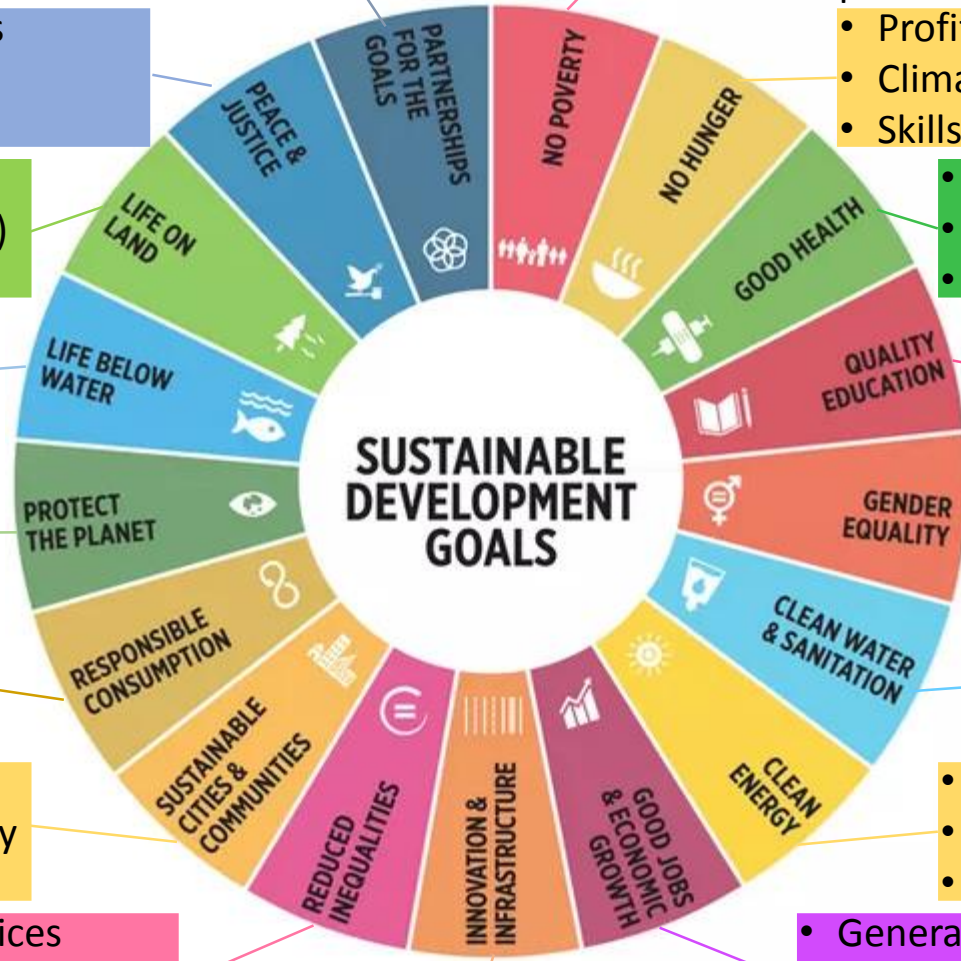 SUSTAINABLE
DEVELOPMENT
GOALS
NO POVERTY
NO HUNGER
GOOD HEALTH
QUALITY
EDUCATION
GENDER
EQUALITY
CLEAN WATER
& SANITATION
CLEAN
ENERGY
GOOD JOBS
& ECONOMIC
GROWTH
INNOVATION &
INFRASTRUCTURE
REDUCED
INEQUALITIES
SUSTAINABLE
CITIES &
COMMUNITIES
RESPONSIBLE
CONSUMPTION
PROTECT
THE PLANET
LIFE BELOW
WATER
LIFE ON
LAND
PEACE &
JUSTICE
PARTNERSHIPS
FOR THE
GOALS
• Skills